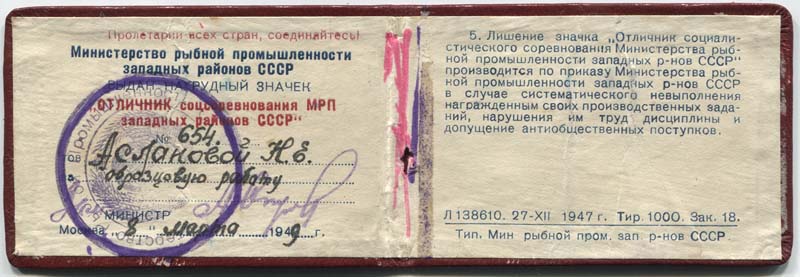 Пролетарии всех стран, соединяйтесь!
Министерство рыбной промышленности
западных районов СССР
ВЫДАН НАГРУДНЫЙ ЗНАЧЕК
"ОТЛИЧНИК соцсоревнования МРП
западных районов СССР"
№ 654
Аслановой Н.Е.
за образцовую работу
МИНИСТР
Москва „8" марта 1949 г.
5. Лишение значка „Отличник социали-
стического соревнования Министерства рыб-
ной промышленности западных р-нов СССР"
производится по приказу Министерства рыб-
ной промышленности западных р-нов СССР
в случае систематического невыполнения
награжденным своих производственных зада-
ний, нарушения им труд дисциплины и
допущение антиобщественных поступков.
Л 138610. 27-XII 1947 г. Тир. 1000. Зак. 18.
Тип. Мин рыбной пром. зап р-нов СССР.